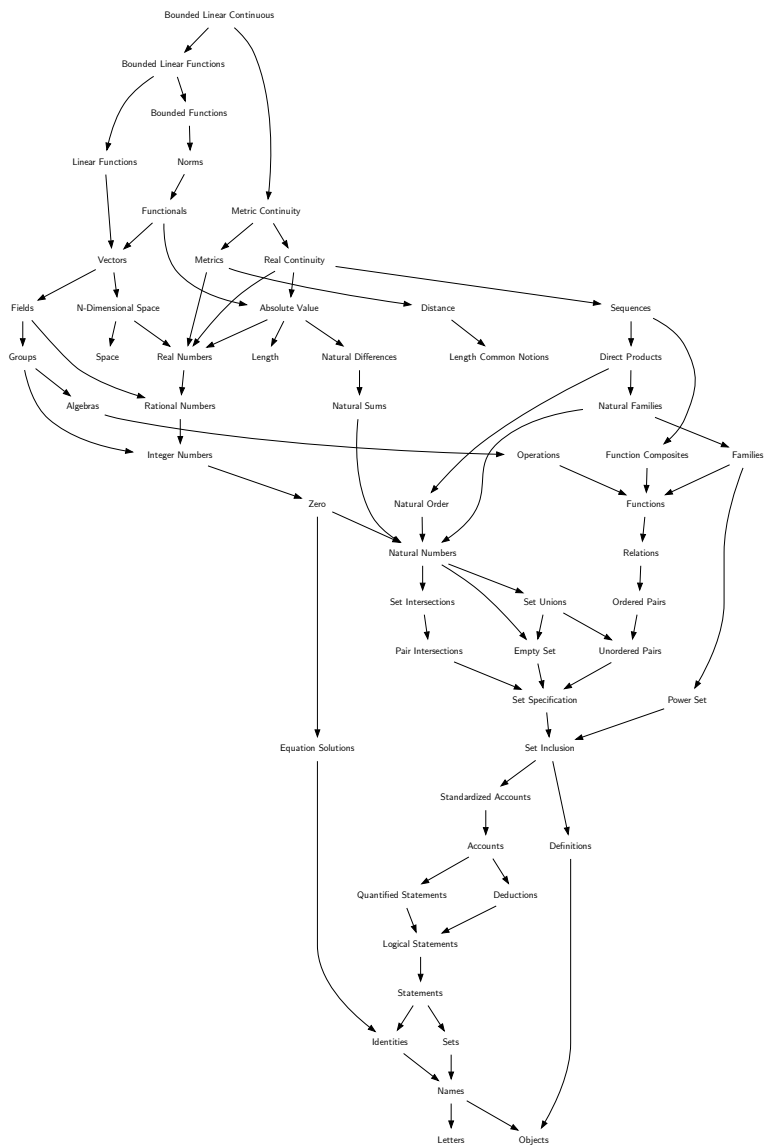 Bounded Linear Continuous
Bounded Linear Functions
Bounded Functions
Linear Functions Norms
Functionals Metric Continuity
Vectors Metrics Real Continuity
Fields N-Dimensional Space Absolute Value Distance Sequences
Groups Space Real Numbers Length Natural Differences Length Common Notions Direct Products
Algebras Rational Numbers Natural Sums Natural Families
Integer Numbers Operations Function Composites Families
Zero Natural Order Functions
Natural Numbers Relations
Set Intersections Set Unions Ordered Pairs
Pair Intersections Empty Set Unordered Pairs
Set Specification Power Set
Equation Solutions Set Inclusion
Standardized Accounts
Accounts Definitions
Quantified Statements Deductions
Logical Statements
Statements
Identities Sets
Names
Letters Objects